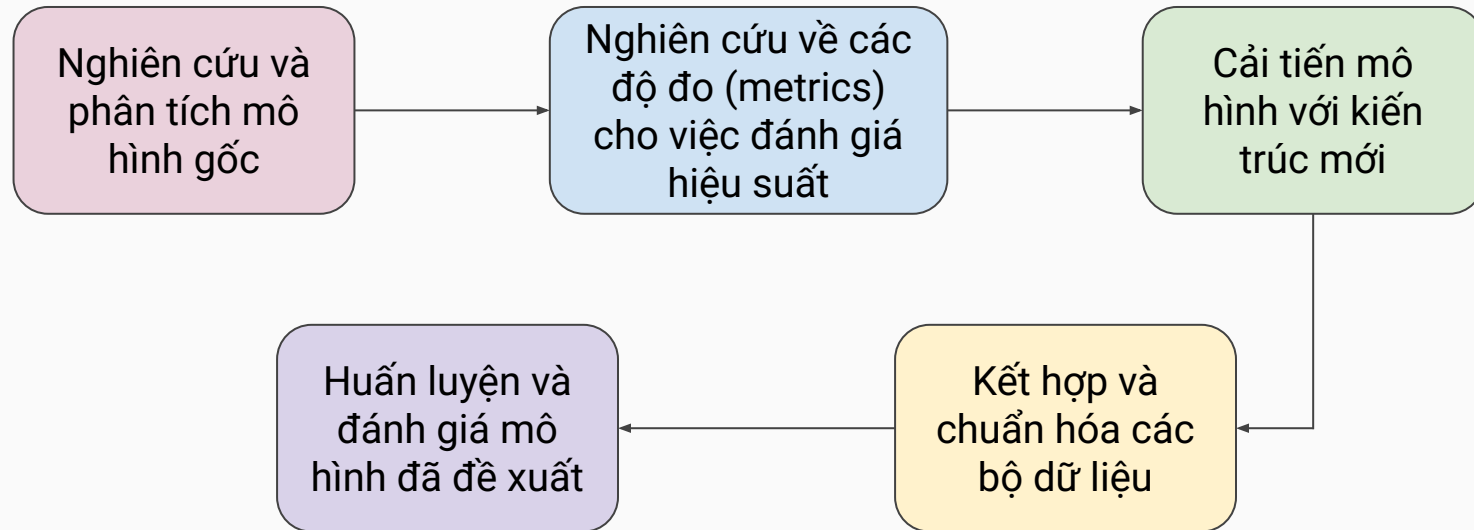 Nghiên cứu và
phân tích mô
hình gốc
Nghiên cứu về các
độ đo (metrics)
cho việc đánh giá
hiệu suất
Cải tiến mô
hình với kiến
trúc mới
Kết hợp và
chuẩn hóa các
bộ dữ liệu
Huấn luyện và
đánh giá mô
hình đã đề xuất